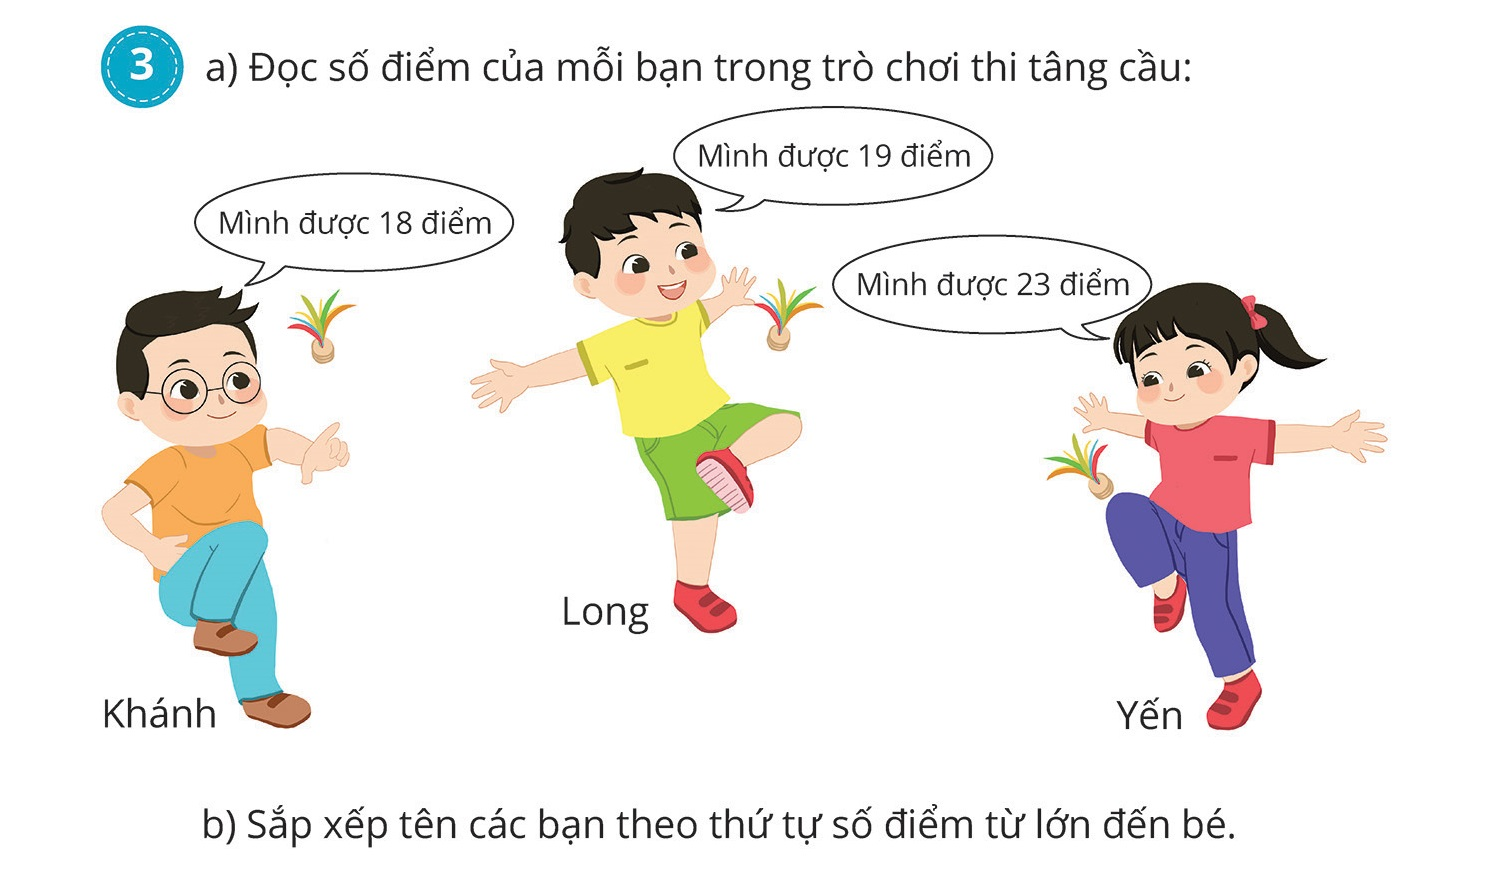 3 a) Đọc số điểm của mỗi bạn trong trò chơi thi tâng cầu:
Mình được 19 điểm
Mình được 18 điểm
Mình được 23 điểm
Long
Khánh
Yến
b) Sắp xếp tên các bạn theo thứ tự số điểm từ lớn đến bé.